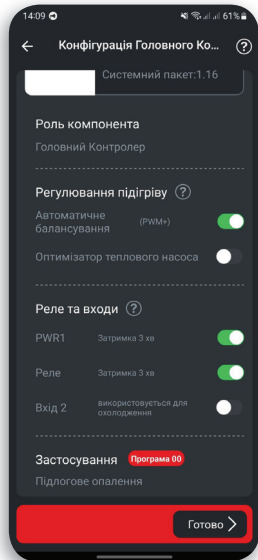 14:09
61%
Конфігурація Головного Ко...
?
Системний пакет:1.16
Роль компонента
Головний Контролер
Регулювання підігріву ?
Автоматичне
балансування
(PWM+)
Оптимізатор теплового насоса
Реле та входи ?
PWR1 Затримка 3 хв
Реле Затримка 3 хв
Вхід 2
використовується для
охолодження
Застосування Програма 00
Підлогове опалення
Готово